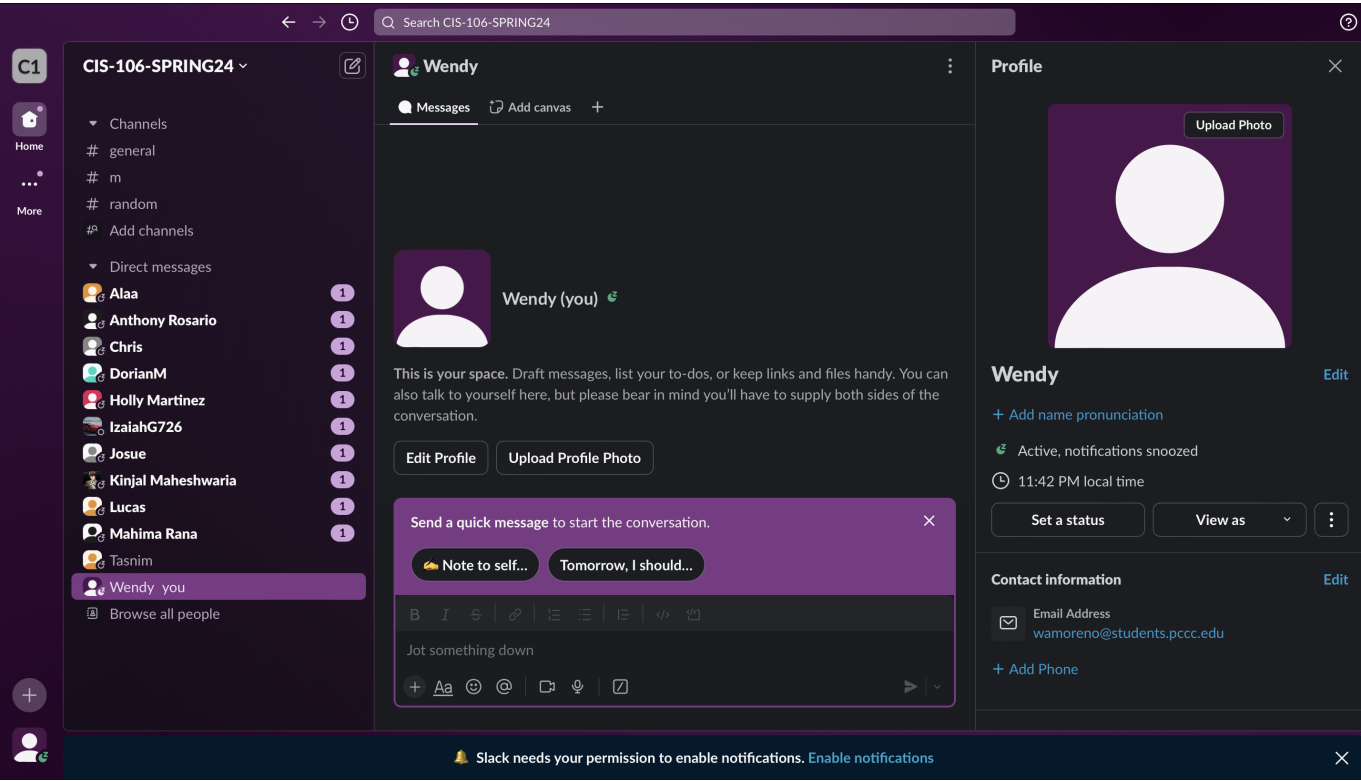 Search CIS-106-SPRING24
C1
Home
More
CIS-106-SPRING24
Channels
# general
# m
# random
Add channels
Direct messages
Alaa 1
Anthony Rosario 1
Chris 1
DorianM 1
Holly Martinez 1
IzaiahG726 1
Josue 1
Kinjal Maheshwaria 1
Lucas 1
Mahima Rana 1
Tasnim
Wendy you
Browse all people
Wendy
Messages Add canvas +
Wendy (you)
This is your space. Draft messages, list your to-dos, or keep links and files handy. You can
also talk to yourself here, but please bear in mind you'll have to supply both sides of the
conversation.
Edit Profile Upload Profile Photo
Send a quick message to start the conversation.
Note to self... Tomorrow, I should...
B I S
Jot something down
+ Aa @
Profile
Upload Photo
Wendy Edit
+ Add name pronunciation
Active, notifications snoozed
11:42 PM local time
Set a status View as
Contact information Edit
Email Address
wamoreno@students.pccc.edu
+ Add Phone
Slack needs your permission to enable notifications. Enable notifications